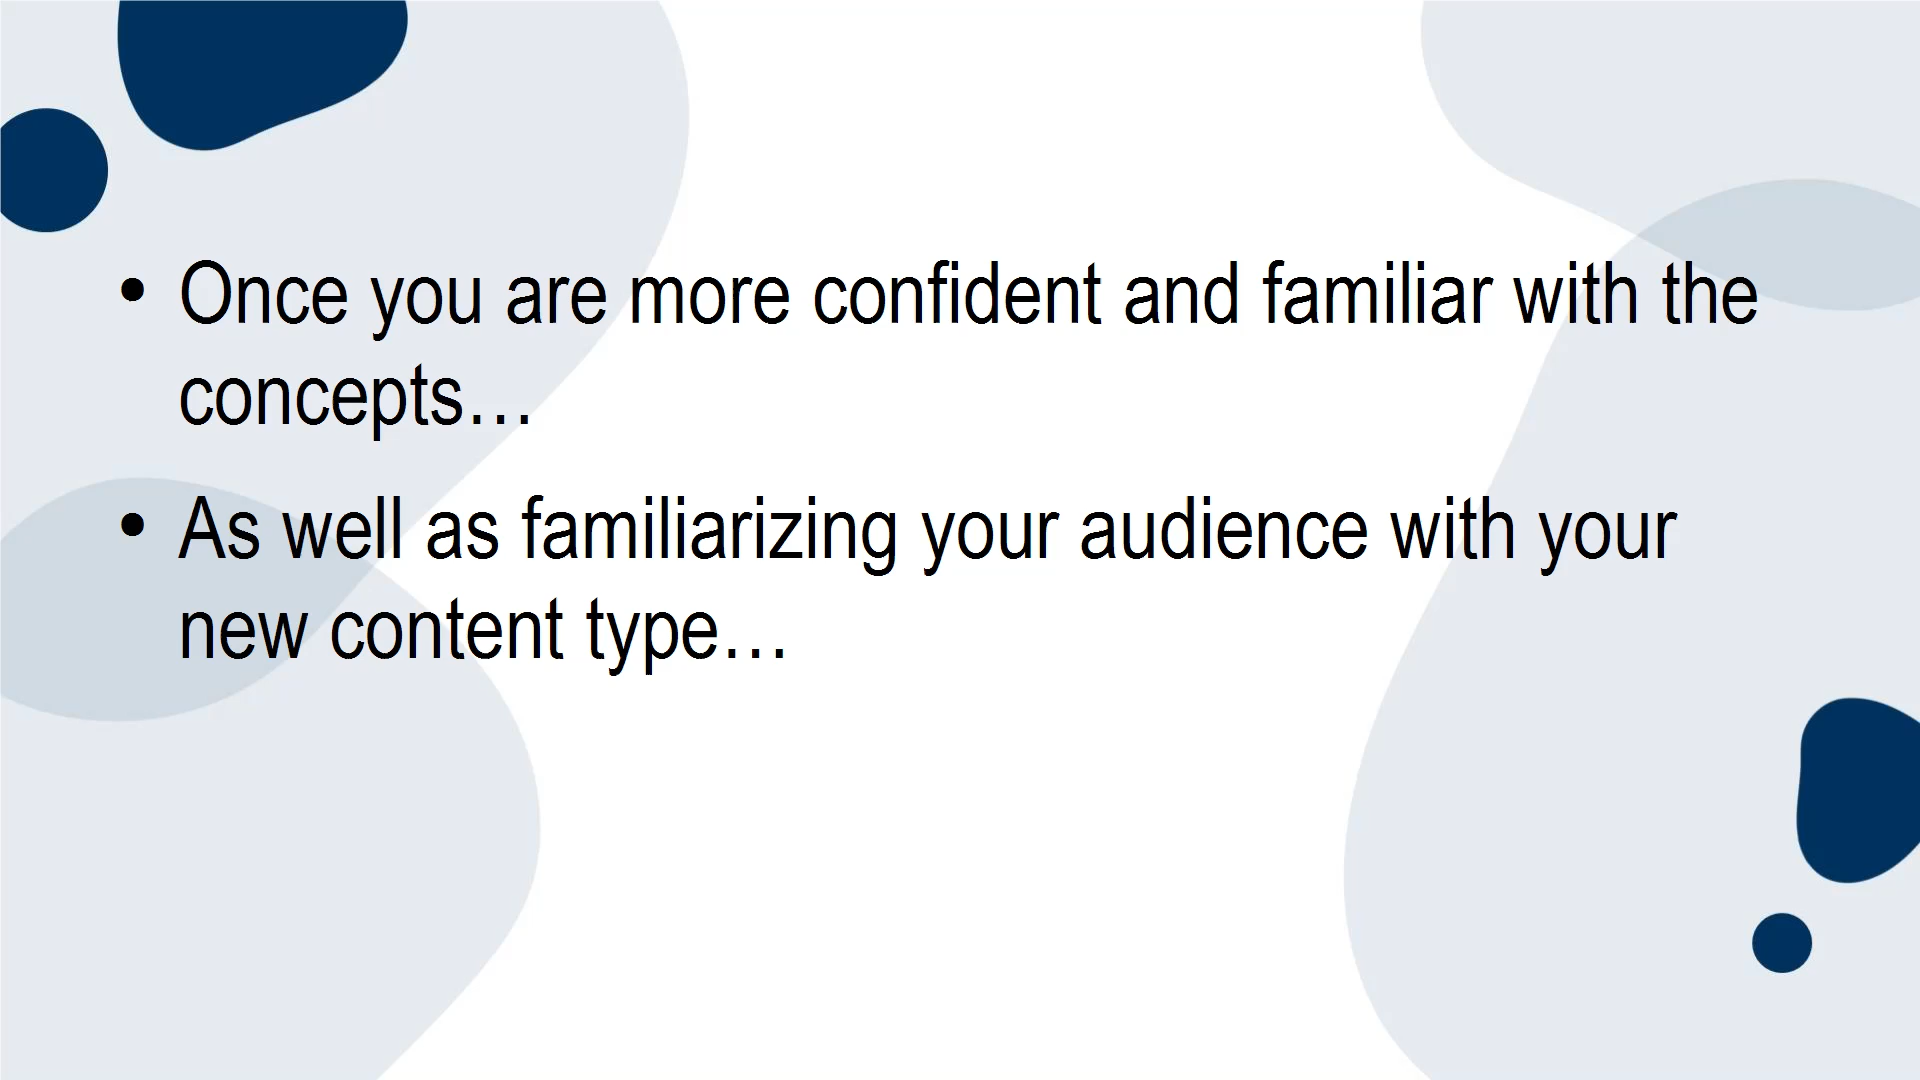 • Once you are more confident and familiar with the
concepts…
• As well as familiarizing your audience with your
new content type…